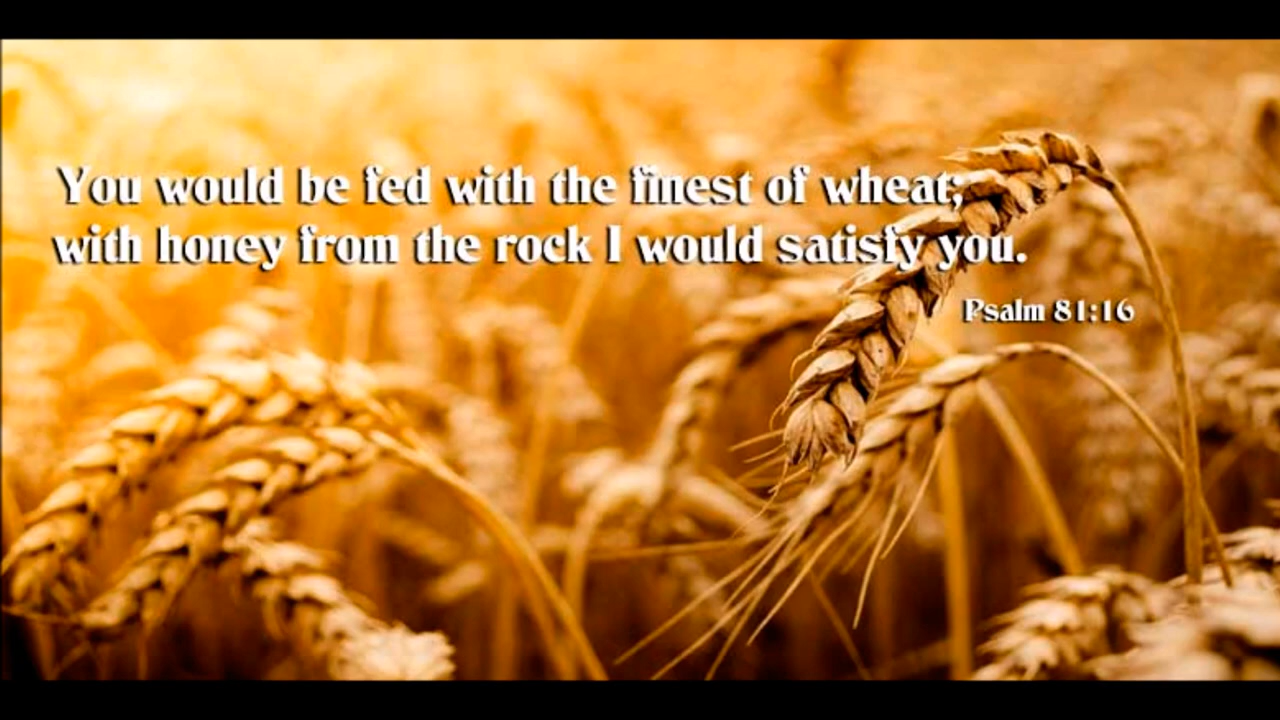 You would be fed with the finest of wheat;
with honey from the rock I would satisfy you.
Psalm 81:16